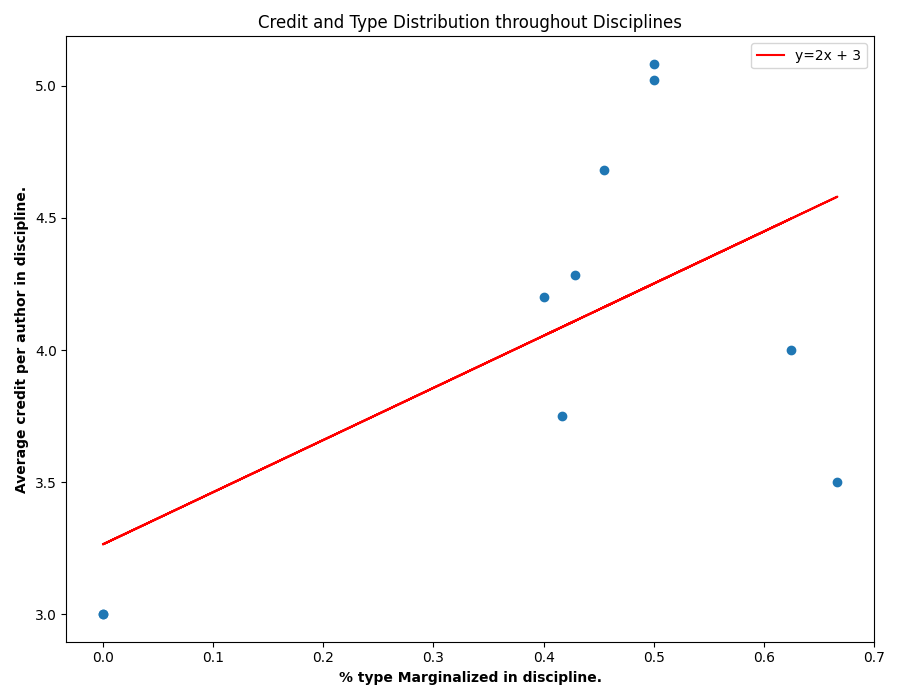 Credit and Type Distribution throughout Disciplines
y=2x + 3
Average credit per author in discipline.
5.0
4.5
4.0
3.5
3.0
0.0 0.1 0.2 0.3 0.4 0.5 0.6 0.7
% type Marginalized in discipline.